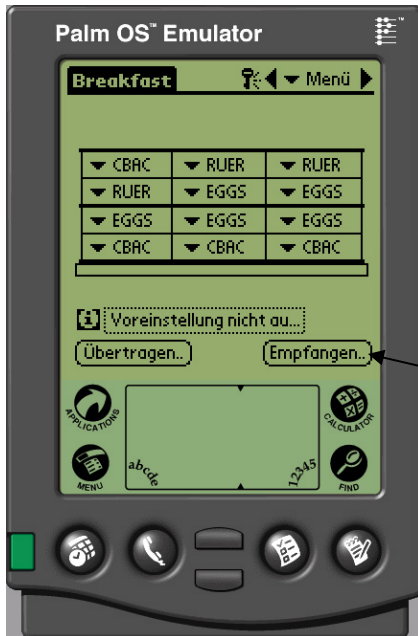 Palm OS™ Emulator
Breakfast Menü
CBAC RUER RUER
RUER EGGS EGGS
EGGS EGGS EGGS
CBAC CBAC CBAC
i Voreinstellung nicht au...
Übertragen.. Empfangen..
APPLICATIONS CALCULATOR
MENU abcde 12345 FIND